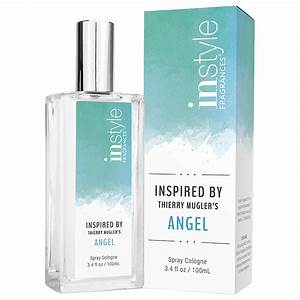 instyle
FRAGRANCES
INSPIRED BY
THIERRY MUGLER'S
ANGEL
Spray Cologne
3.4 fl oz / 100mL
instyle
FRAGRANCES
INSPIRED BY
THIERRY MUGLER'S
ANGEL
Spray Cologne
3.4 fl oz / 100mL